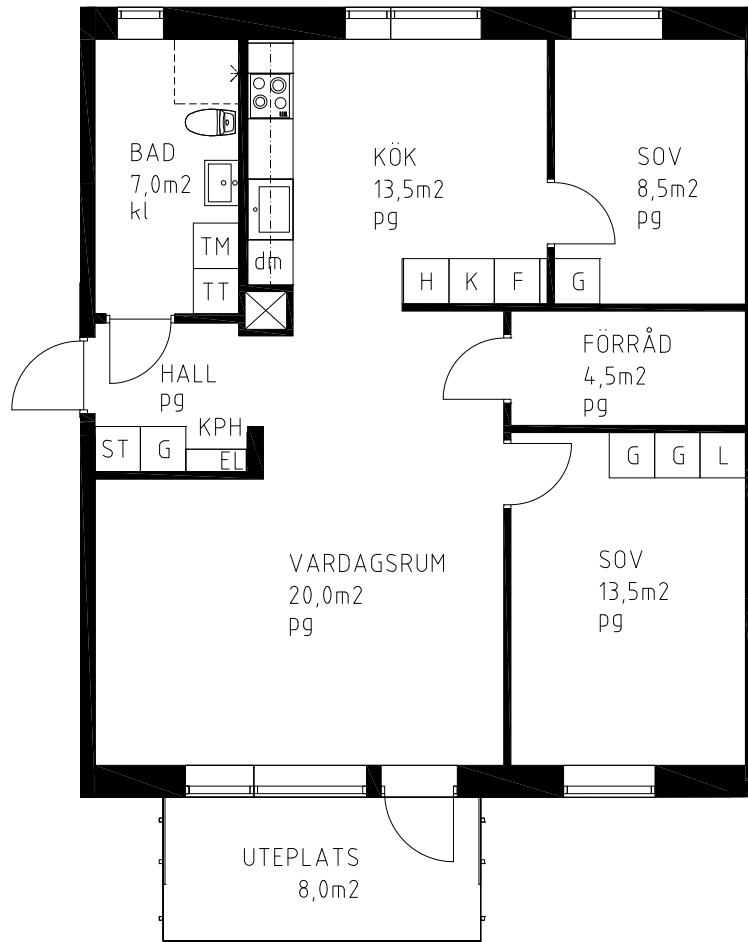 BAD
7,0m2
kl
TM
TT
dm
KÖK
13,5m2
pg
SOV
8,5m2
pg
H
K
F
G
FÖRRÅD
4,5m2
pg
HALL
pg
KPH
ST
G
EL
G
G
L
VARDAGSRUM
20,0m2
pg
SOV
13,5m2
pg
UTEPLATS
8,0m2